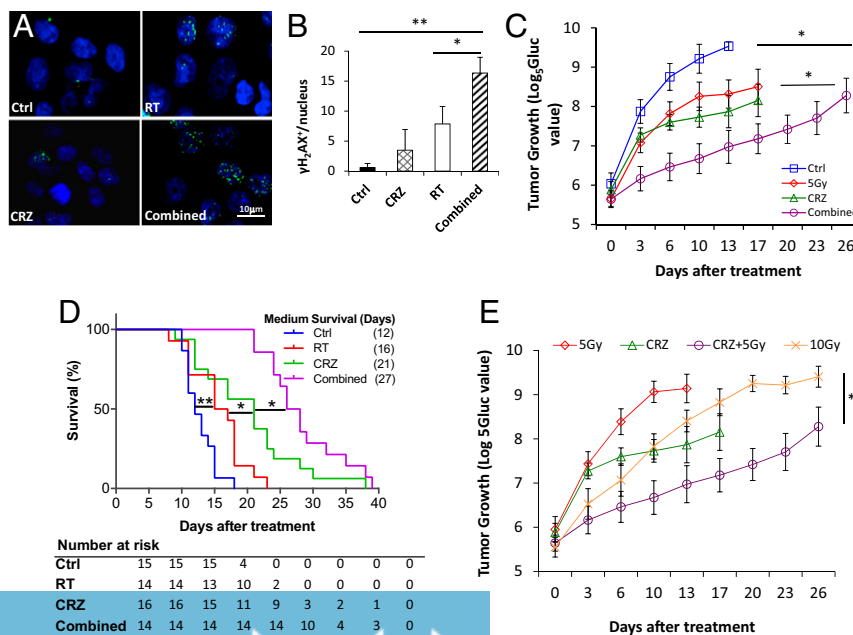 A
Ctrl
RT
CRZ
Combined
10μm
B
**
*
γH₂AX⁺/nucleus
20
15
10
5
0
Ctrl
CRZ
RT
Combined
C
Tumor Growth (Log₅Gluc value)
10
9
8
7
6
5
*
*
Ctrl
5Gy
CRZ
Combined
0 3 6 10 13 17 20 23 26
Days after treatment
D
Medium Survival (Days)
Ctrl (12)
RT (16)
CRZ (21)
Combined (27)
Survival (%)
100
50
0
** * *
0 5 10 15 20 25 30 35 40
Days after treatment
Number at risk
Ctrl 15 15 15 4 0 0 0 0 0
RT 14 14 13 10 2 0 0 0 0
CRZ 16 16 15 11 9 3 2 1 0
Combined 14 14 14 14 14 10 4 3 0
E
5Gy CRZ CRZ+5Gy 10Gy
Tumor Growth (Log 5Gluc value)
10
9
8
7
6
5
*
0 3 6 10 13 17 20 23 26
Days after treatment